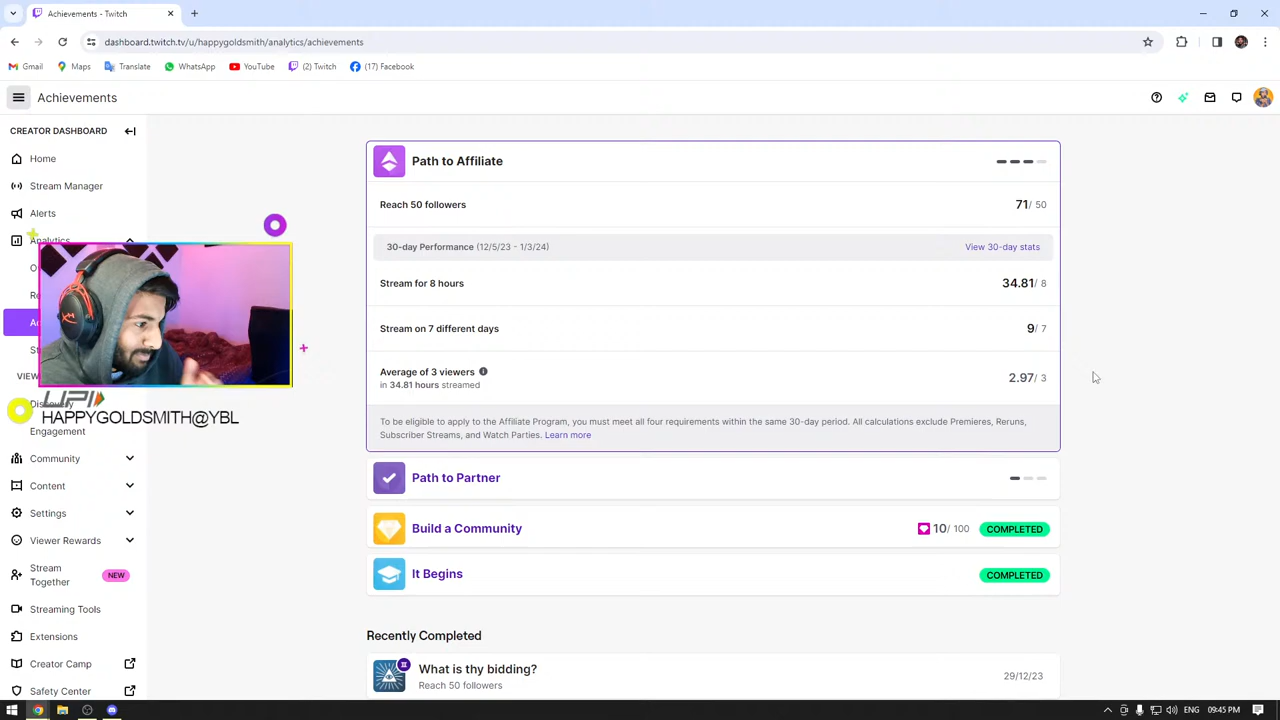 Achievements - Twitch
dashboard.twitch.tv/u/happygoldsmith/analytics/achievements
Gmail Maps Translate WhatsApp YouTube (2) Twitch (17) Facebook
Achievements
CREATOR DASHBOARD
Home
Stream Manager
Alerts
Analytics
UPI
HAPPYGOLDSMITH@YBL
Engagement
Community
Content
Settings
Viewer Rewards
Stream Together NEW
Streaming Tools
Extensions
Creator Camp
Safety Center
Path to Affiliate
Reach 50 followers 71 / 50
30-day Performance (12/5/23 - 1/3/24) View 30-day stats
Stream for 8 hours 34.81 / 8
Stream on 7 different days 9 / 7
Average of 3 viewers 2.97 / 3
in 34.81 hours streamed
To be eligible to apply to the Affiliate Program, you must meet all four requirements within the same 30-day period. All calculations exclude Premieres, Reruns,
Subscriber Streams, and Watch Parties. Learn more
Path to Partner
Build a Community 10 / 100 COMPLETED
It Begins COMPLETED
Recently Completed
What is thy bidding? 29/12/23
Reach 50 followers
ENG 09:45 PM